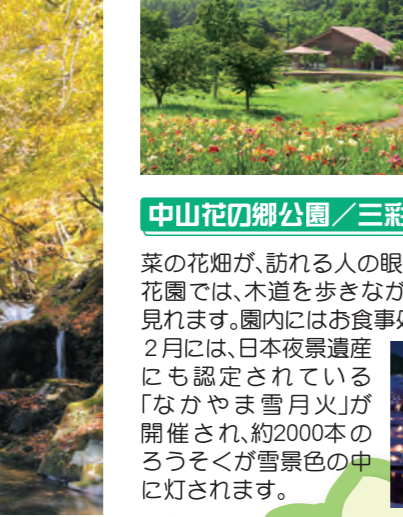 中山花の郷公園／三彩
菜の花畑が、訪れる人の眼
花園では、木道を歩きなが
見れます。園内にはお食事処
２月には、日本夜景遺産
にも認定されている
「なかやま雪月火」が
開催され、約2000本の
ろうそくが雪景色の中
に灯されます。